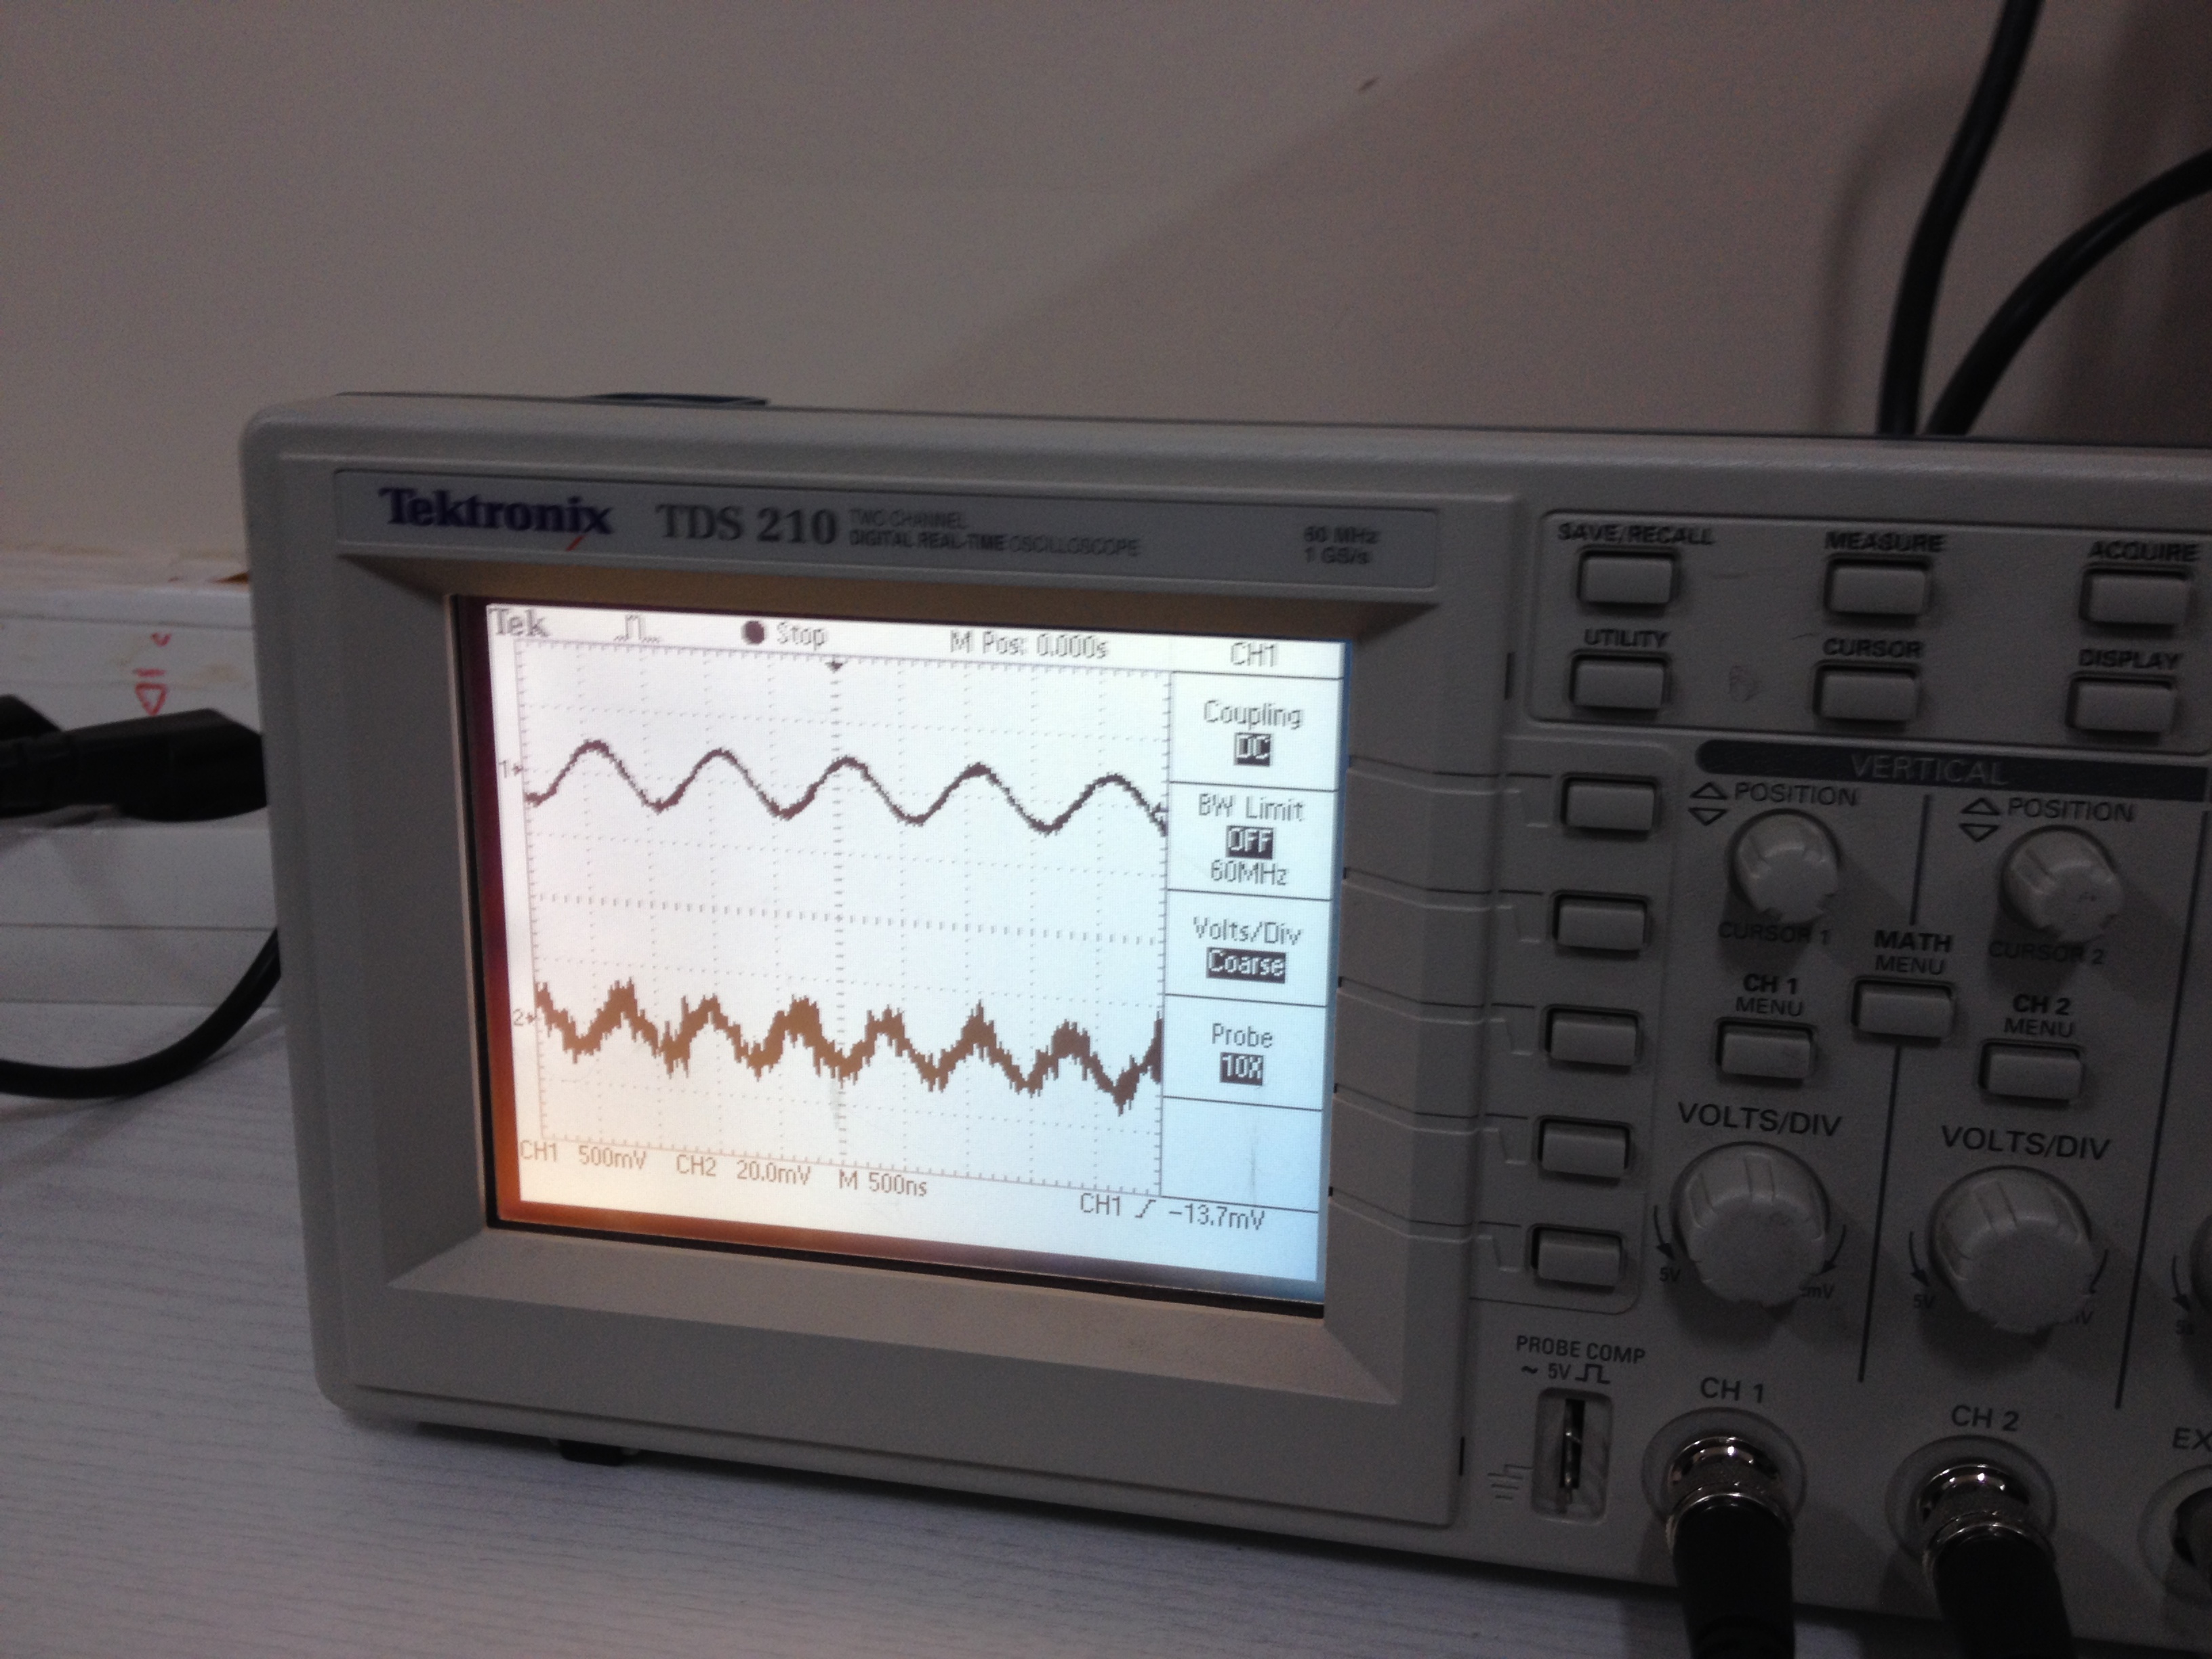 Tektronix TDS 210 TWO CHANNEL
DIGITAL REAL-TIME OSCILLOSCOPE
60 MHz
1 GS/s
Tek Stop M Pos: 0.000s CH1
Coupling
DC
BW Limit
OFF
60MHz
Volts/Div
Coarse
Probe
10X
1
2
CH1 500mV CH2 20.0mV M 500ns
CH1 -13.7mV
SAVE/RECALL MEASURE ACQUIRE
UTILITY CURSOR DISPLAY
VERTICAL
POSITION POSITION
CURSOR 1 CURSOR 2
MATH
MENU
CH 1
MENU
CH 2
MENU
VOLTS/DIV VOLTS/DIV
5V 5V
PROBE COMP
~ 5V
CH 1 CH 2